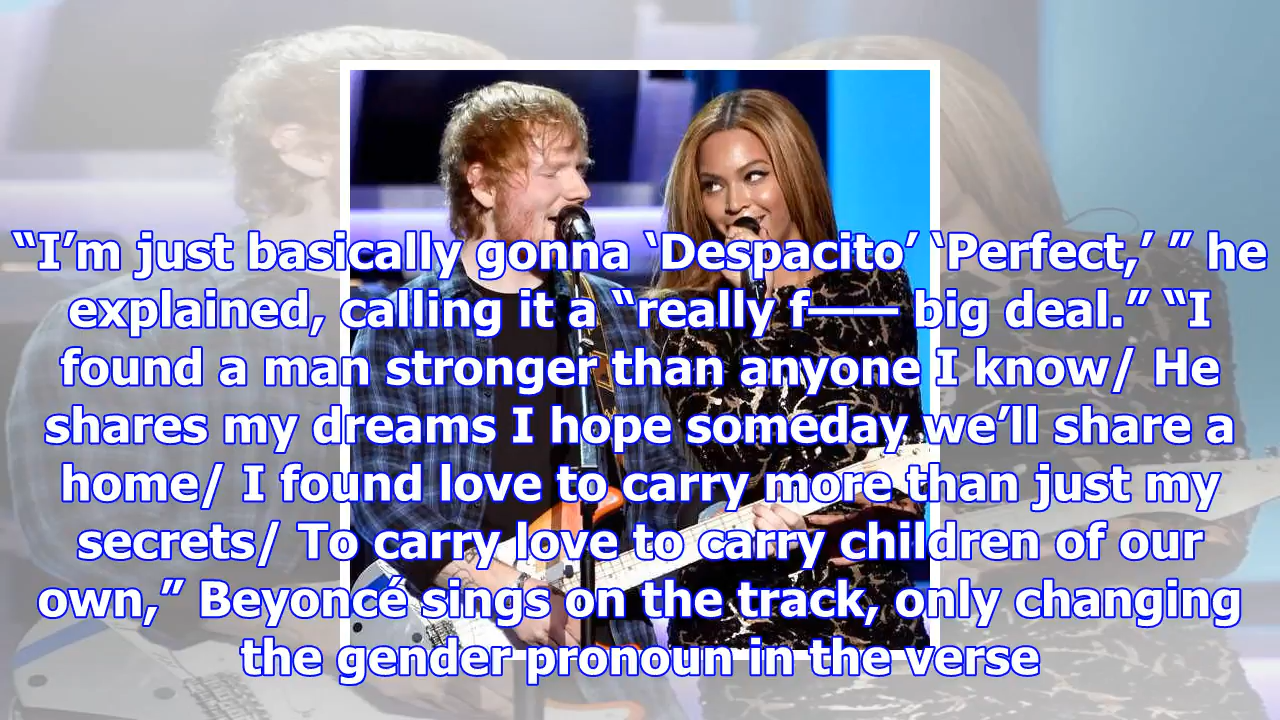 “I’m just basically gonna ‘Despacito’ ‘Perfect,’ ” he
explained, calling it a “really f—— big deal.” “I
found a man stronger than anyone I know/ He
shares my dreams I hope someday we’ll share a
home/ I found love to carry more than just my
secrets/ To carry love to carry children of our
own,” Beyoncé sings on the track, only changing
the gender pronoun in the verse